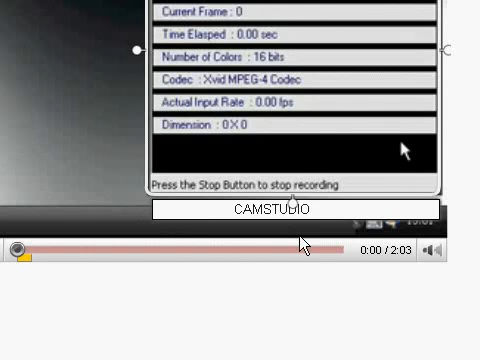 Current Frame : 0
Time Elasped : 0.00 sec
Number of Colors : 16 bits
Codec : Xvid MPEG-4 Codec
Actual Input Rate : 0.00 fps
Dimension : 0 X 0
Press the Stop Button to stop recording
CAMSTUDIO
0:00 / 2:03